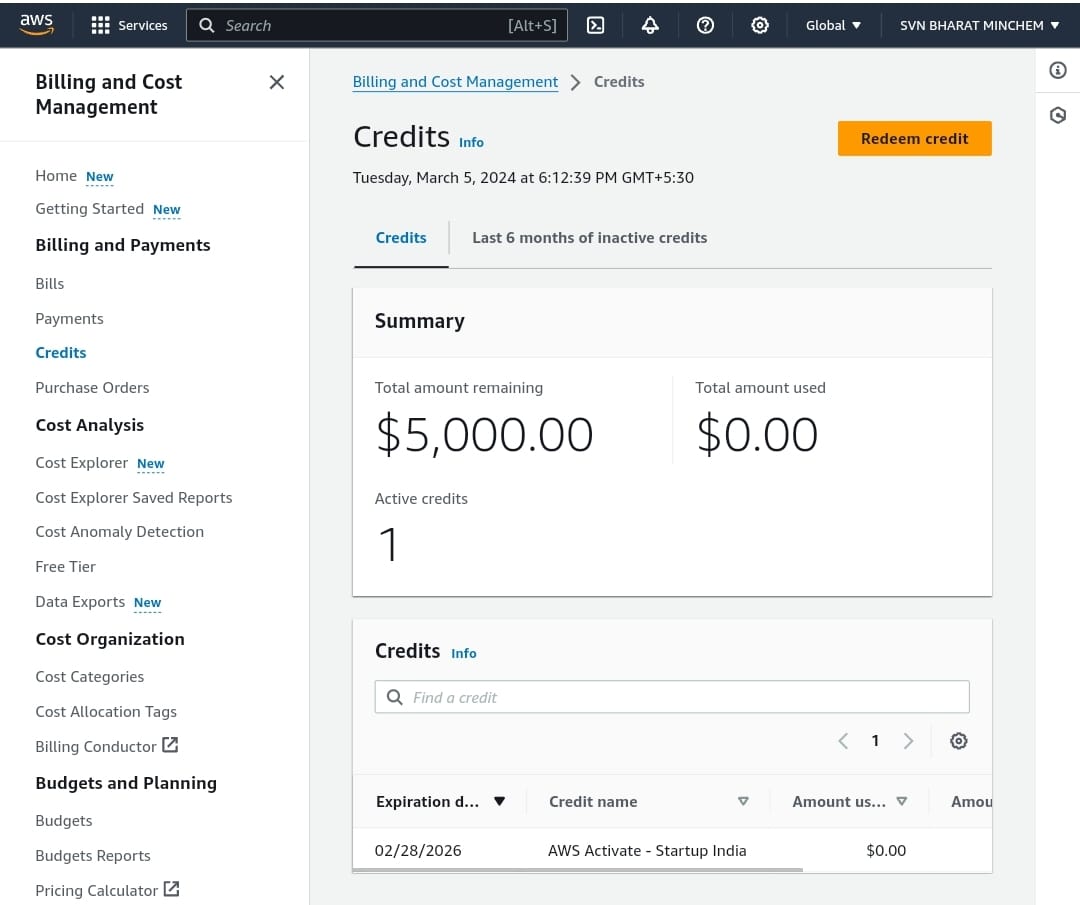 aws
Services
Search [Alt+S]
Global
SVN BHARAT MINCHEM
Billing and Cost
Management
Home New
Getting Started New
Billing and Payments
Bills
Payments
Credits
Purchase Orders
Cost Analysis
Cost Explorer New
Cost Explorer Saved Reports
Cost Anomaly Detection
Free Tier
Data Exports New
Cost Organization
Cost Categories
Cost Allocation Tags
Billing Conductor
Budgets and Planning
Budgets
Budgets Reports
Pricing Calculator
Billing and Cost Management > Credits
Credits Info
Redeem credit
Tuesday, March 5, 2024 at 6:12:39 PM GMT+5:30
Credits Last 6 months of inactive credits
Summary
Total amount remaining
$5,000.00
Total amount used
$0.00
Active credits
1
Credits Info
Find a credit
1
Expiration d... Credit name Amount us... Amou
02/28/2026 AWS Activate - Startup India $0.00